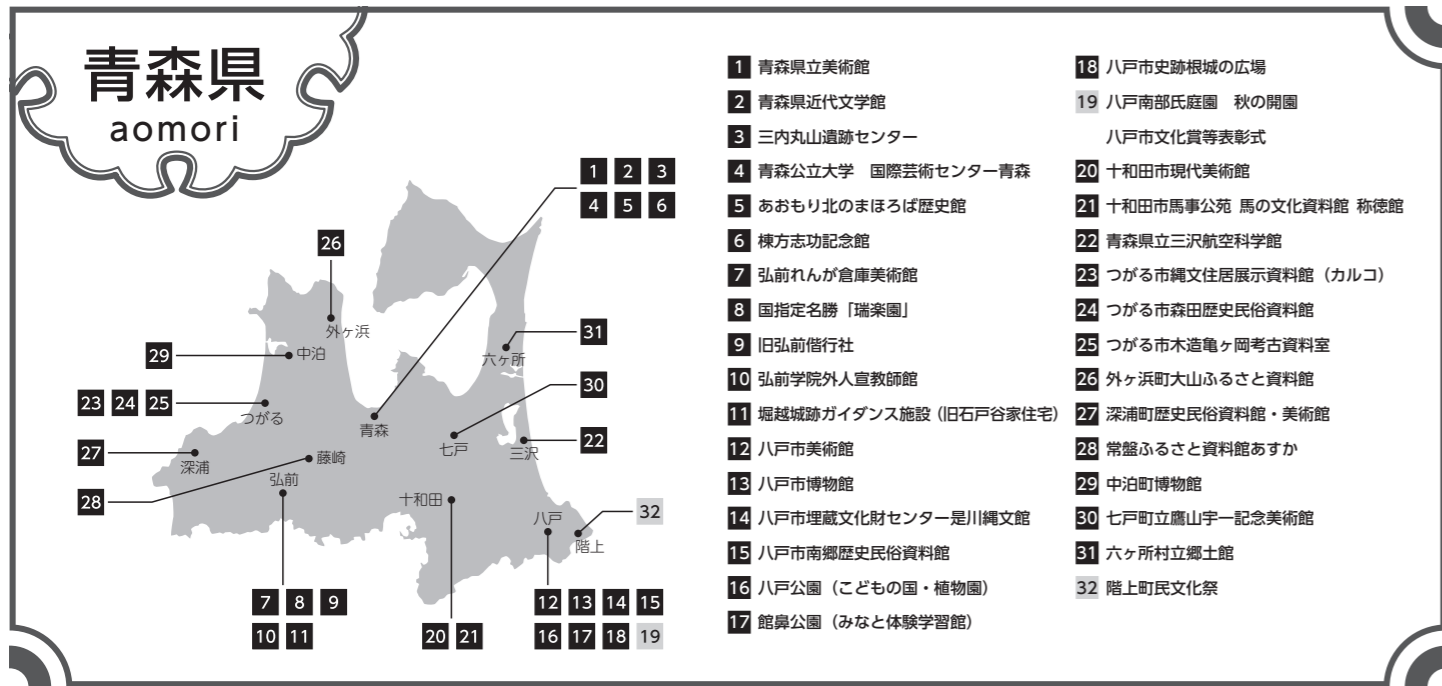 青森県
aomori
1 2 3
4 5 6
26
外ヶ浜
31
六ヶ所
29
中泊
30
23 24 25
つがる
青森
七戸
22
三沢
27
深浦
藤崎
28
弘前
十和田
八戸
32
階上
7 8 9
10 11
20 21
12 13 14 15
16 17 18 19
1 青森県立美術館
2 青森県近代文学館
3 三内丸山遺跡センター
4 青森公立大学　国際芸術センター青森
5 あおもり北のまほろば歴史館
6 棟方志功記念館
7 弘前れんが倉庫美術館
8 国指定名勝「瑞楽園」
9 旧弘前偕行社
10 弘前学院外人宣教師館
11 堀越城跡ガイダンス施設（旧石戸谷家住宅）
12 八戸市美術館
13 八戸市博物館
14 八戸市埋蔵文化財センター是川縄文館
15 八戸市南郷歴史民俗資料館
16 八戸公園（こどもの国・植物園）
17 館鼻公園（みなと体験学習館）
18 八戸市史跡根城の広場
19 八戸南部氏庭園　秋の開園
八戸市文化賞等表彰式
20 十和田市現代美術館
21 十和田市馬事公苑 馬の文化資料館 称徳館
22 青森県立三沢航空科学館
23 つがる市縄文住居展示資料館（カルコ）
24 つがる市森田歴史民俗資料館
25 つがる市木造亀ヶ岡考古資料室
26 外ヶ浜町大山ふるさと資料館
27 深浦町歴史民俗資料館・美術館
28 常盤ふるさと資料館あすか
29 中泊町博物館
30 七戸町立鷹山宇一記念美術館
31 六ヶ所村立郷土館
32 階上町民文化祭